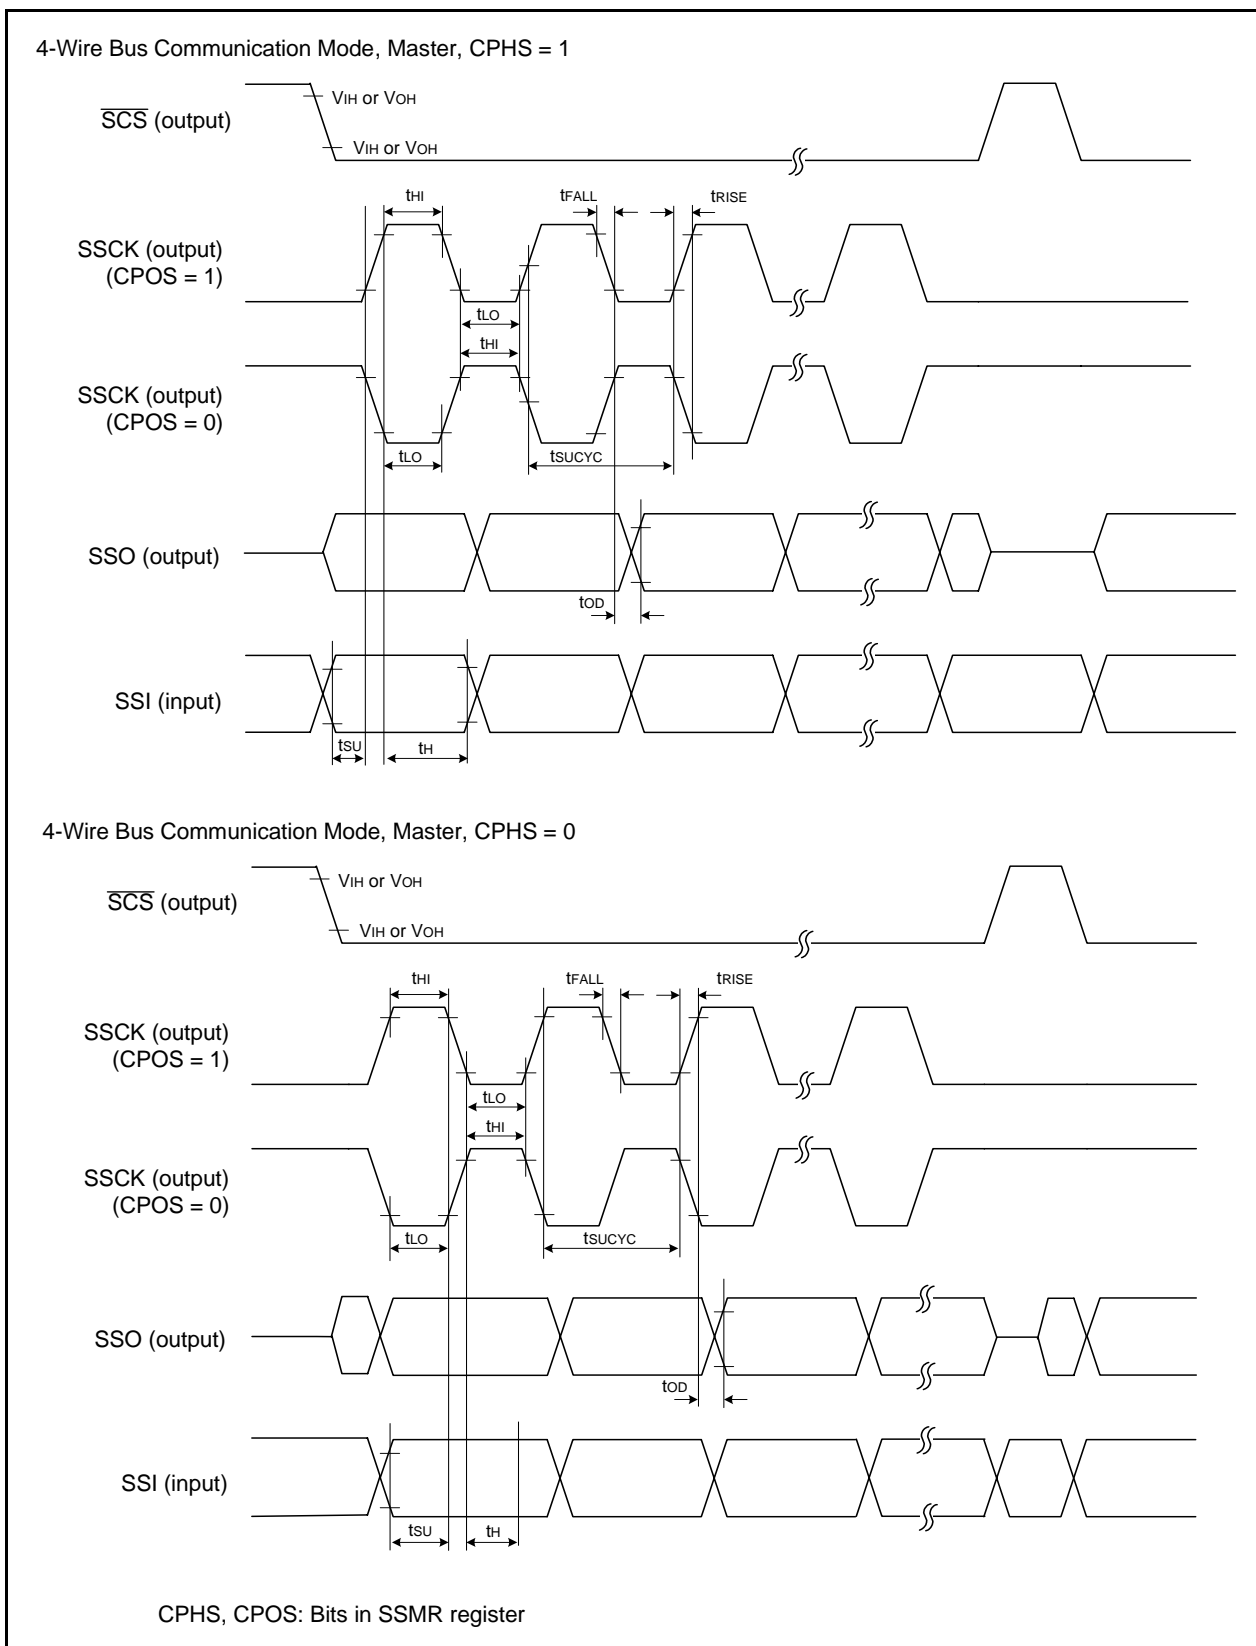 4-Wire Bus Communication Mode, Master, CPHS = 1
VIH or VOH
SCS (output)
VIH or VOH
tHI
tFALL
tRISE
SSCK (output)
(CPOS = 1)
tLO
tHI
SSCK (output)
(CPOS = 0)
tLO
tSUCYC
SSO (output)
tOD
SSI (input)
tSU
tH
4-Wire Bus Communication Mode, Master, CPHS = 0
VIH or VOH
SCS (output)
VIH or VOH
tHI
tFALL
tRISE
SSCK (output)
(CPOS = 1)
tLO
tHI
SSCK (output)
(CPOS = 0)
tLO
tSUCYC
SSO (output)
tOD
SSI (input)
tSU
tH
CPHS, CPOS: Bits in SSMR register